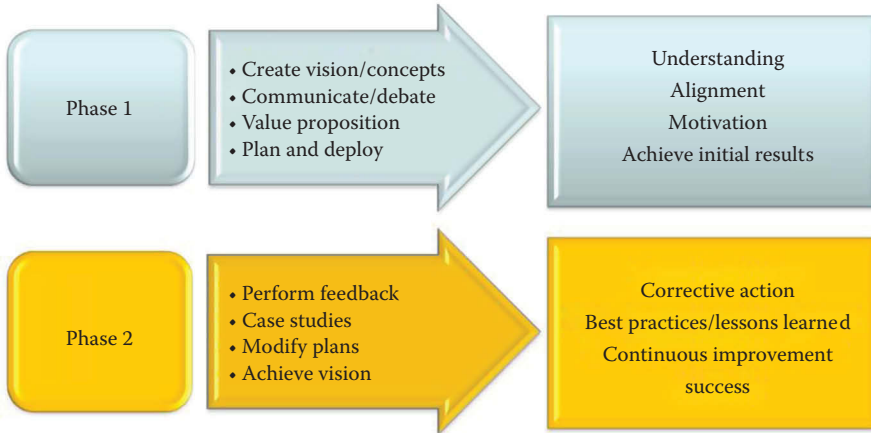 Phase 1
• Create vision/concepts
• Communicate/debate
• Value proposition
• Plan and deploy
Understanding
Alignment
Motivation
Achieve initial results
Phase 2
• Perform feedback
• Case studies
• Modify plans
• Achieve vision
Corrective action
Best practices/lessons learned
Continuous improvement
success